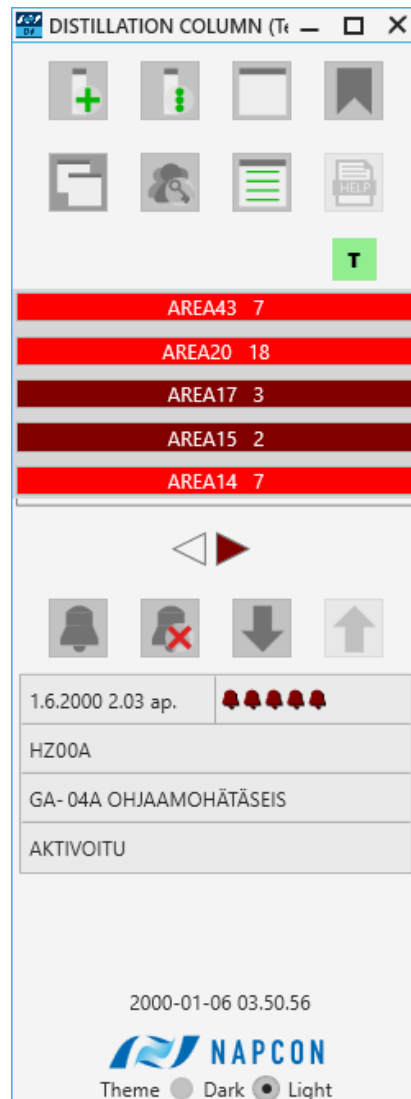 DISTILLATION COLUMN (Te
HELP
T
AREA43 7
AREA20 18
AREA17 3
AREA15 2
AREA14 7
1.6.2000 2.03 ap.
HZ00A
GA- 04A OHJAAMOHÄTÄSEIS
AKTIVOITU
2000-01-06 03.50.56
NAPCON
Theme Dark Light